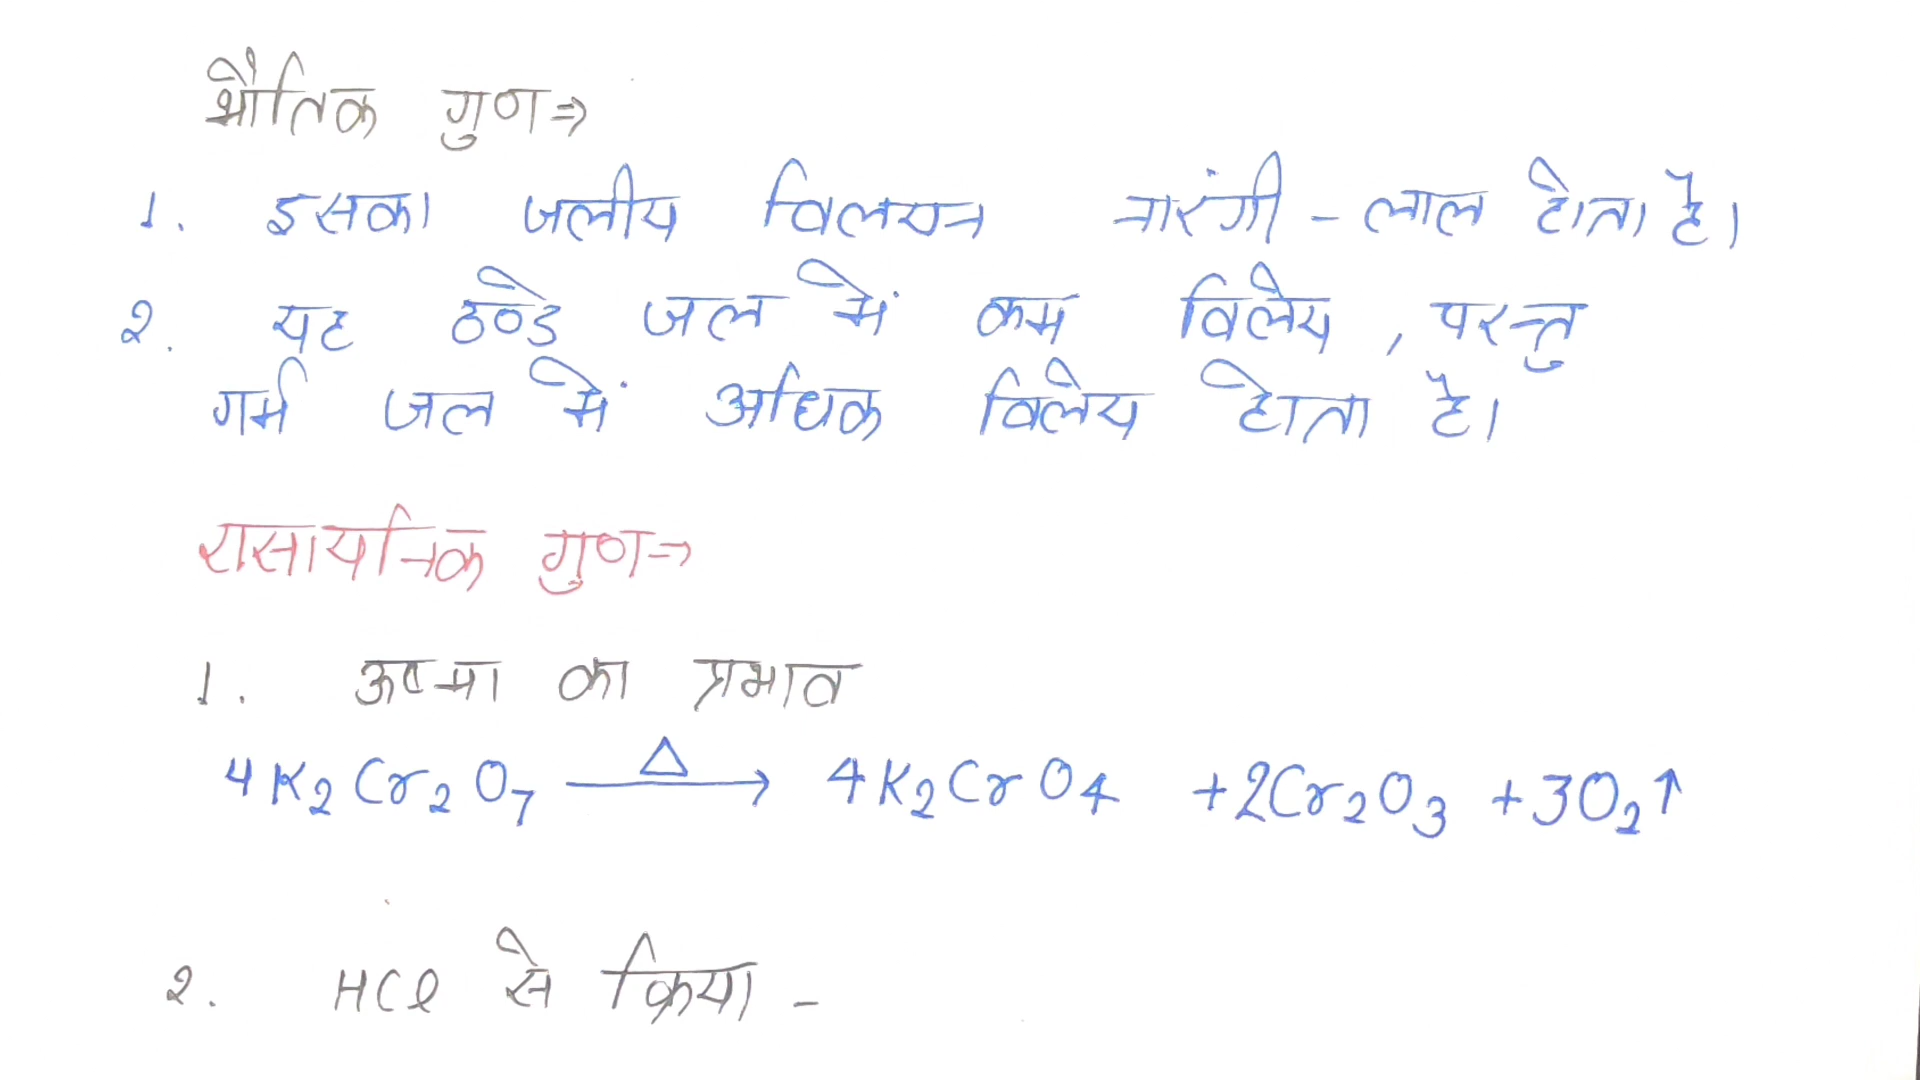 भौतिक गुण⇒
1. इसका जलीय विलयन नारंगी - लाल होता है।
2. यह ठण्डे जल में कम विलेय , परन्तु
गर्म जल में अधिक विलेय होता है।
रासायनिक गुण⇒
1. ऊष्मा का प्रभाव
4K₂Cr₂O₇ —Δ→ 4K₂CrO₄ +2Cr₂O₃ +3O₂↑
2. HCl से क्रिया -